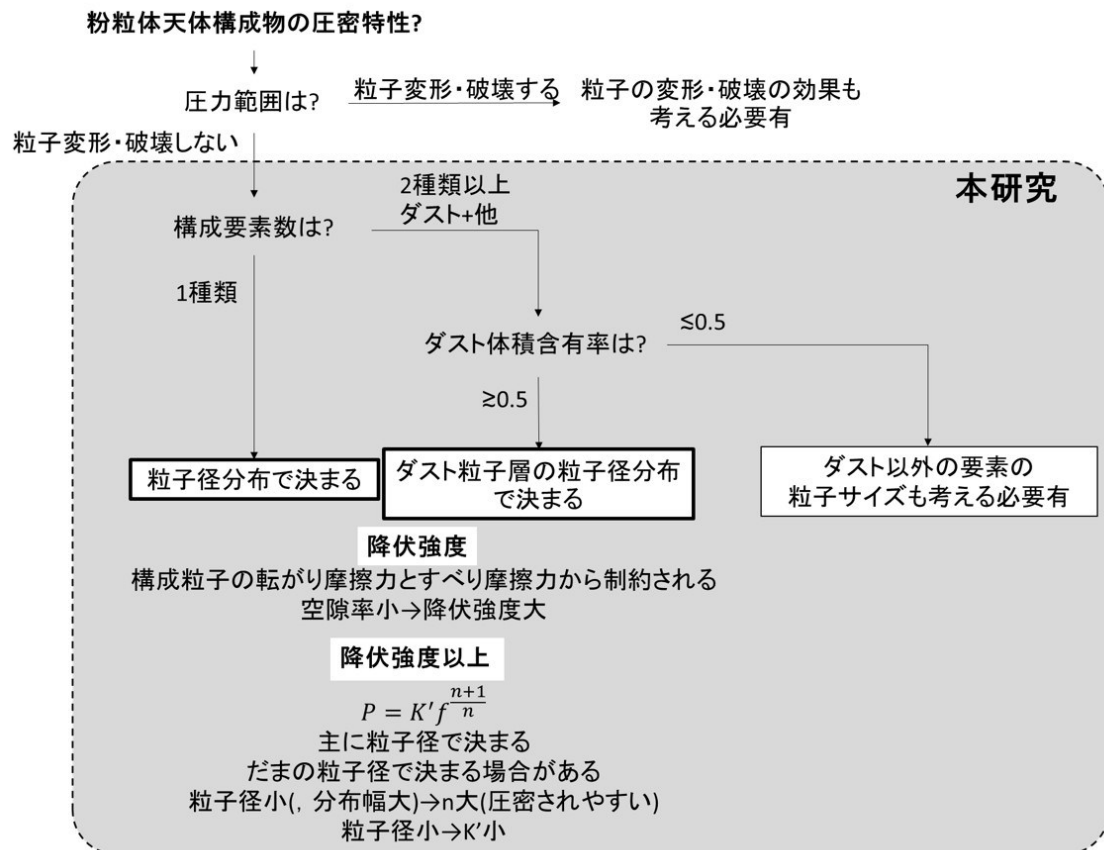 粉粒体天体構成物の圧密特性?
圧力範囲は?
粒子変形・破壊する
粒子の変形・破壊の効果も
考える必要有
粒子変形・破壊しない
本研究
構成要素数は?
2種類以上
ダスト+他
1種類
ダスト体積含有率は?
≲0.5
≳0.5
粒子径分布で決まる
ダスト粒子層の粒子径分布
で決まる
ダスト以外の要素の
粒子サイズも考える必要有
降伏強度
構成粒子の転がり摩擦力とすべり摩擦力から制約される
空隙率小→降伏強度大
降伏強度以上
P = K′f^{\frac{n+1}{n}}
主に粒子径で決まる
だまの粒子径で決まる場合がある
粒子径小(, 分布幅大)→n大(圧密されやすい)
粒子径小→K’小